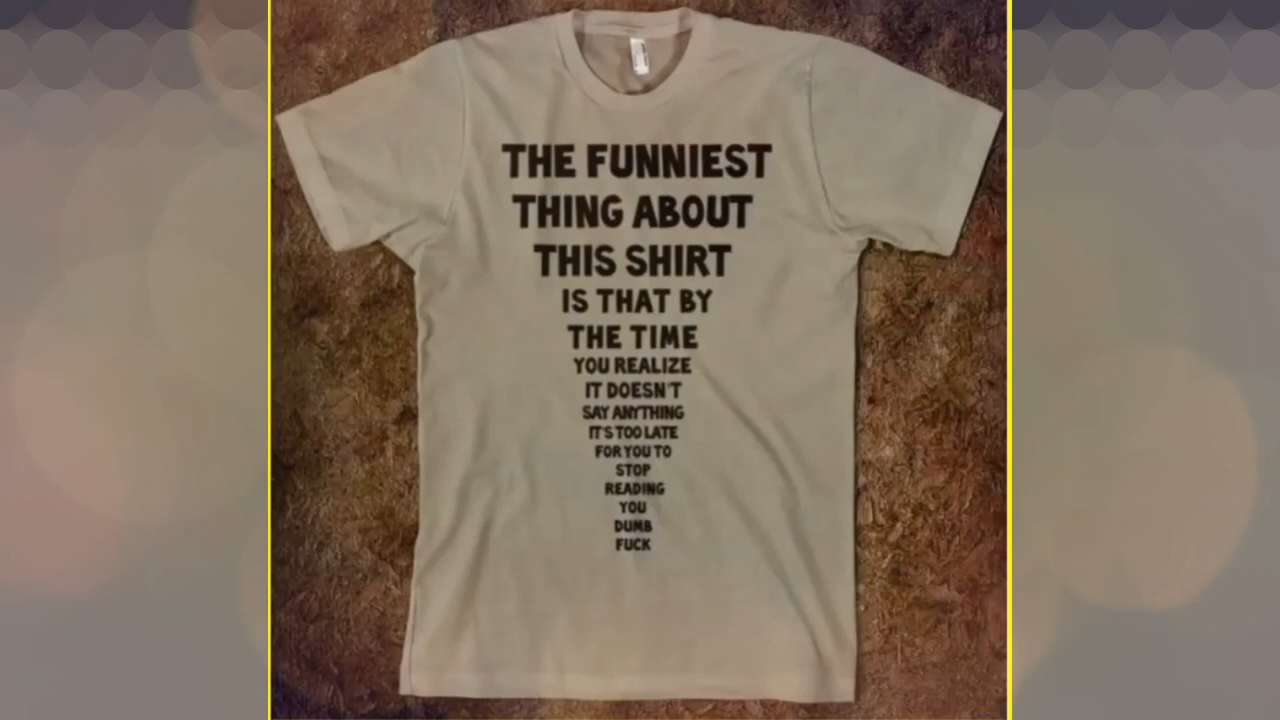 THE FUNNIEST
THING ABOUT
THIS SHIRT
IS THAT BY
THE TIME
YOU REALIZE
IT DOESN'T
SAY ANYTHING
IT'S TOO LATE
FOR YOU TO
STOP
READING
YOU
DUMB
FUCK